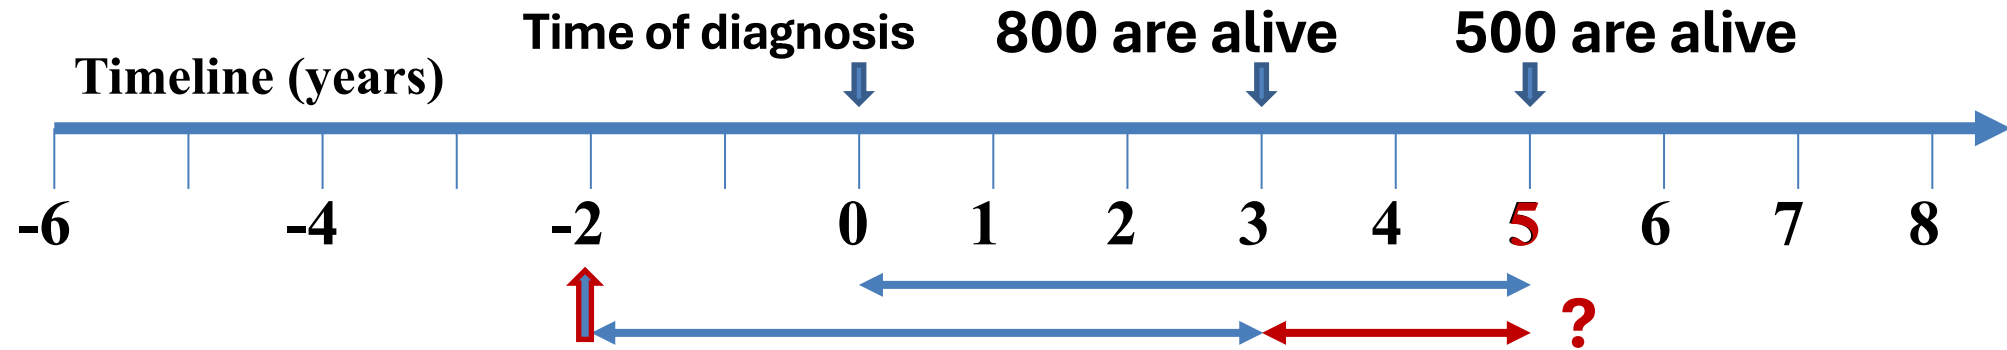 Time of diagnosis 800 are alive 500 are alive
Timeline (years)
-6 -4 -2 0 1 2 3 4 5 6 7 8
?